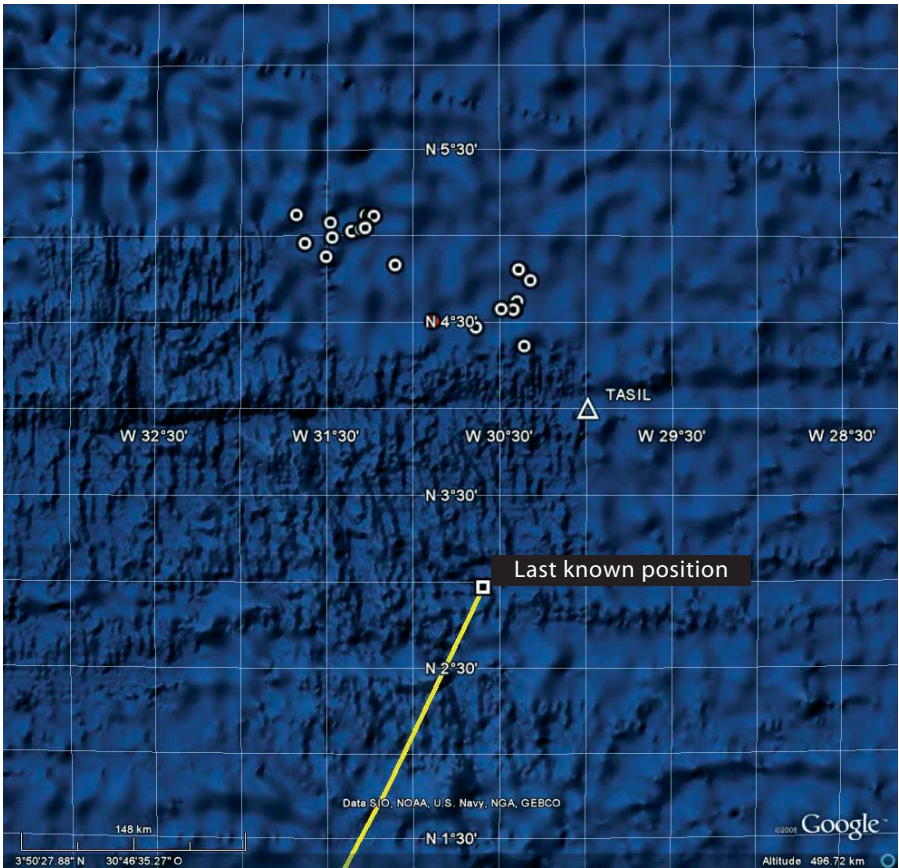 N 5°30'
N 4°30'
TASIL
W 32°30' W 31°30' W 30°30' W 29°30' W 28°30'
N 3°30'
Last known position
N 2°30'
Data SIO, NOAA, U.S. Navy, NGA, GEBCO
N 1°30'
148 km
©2008 Google™
3°50'27.88" N 30°46'35.27" O
Altitude 496.72 km